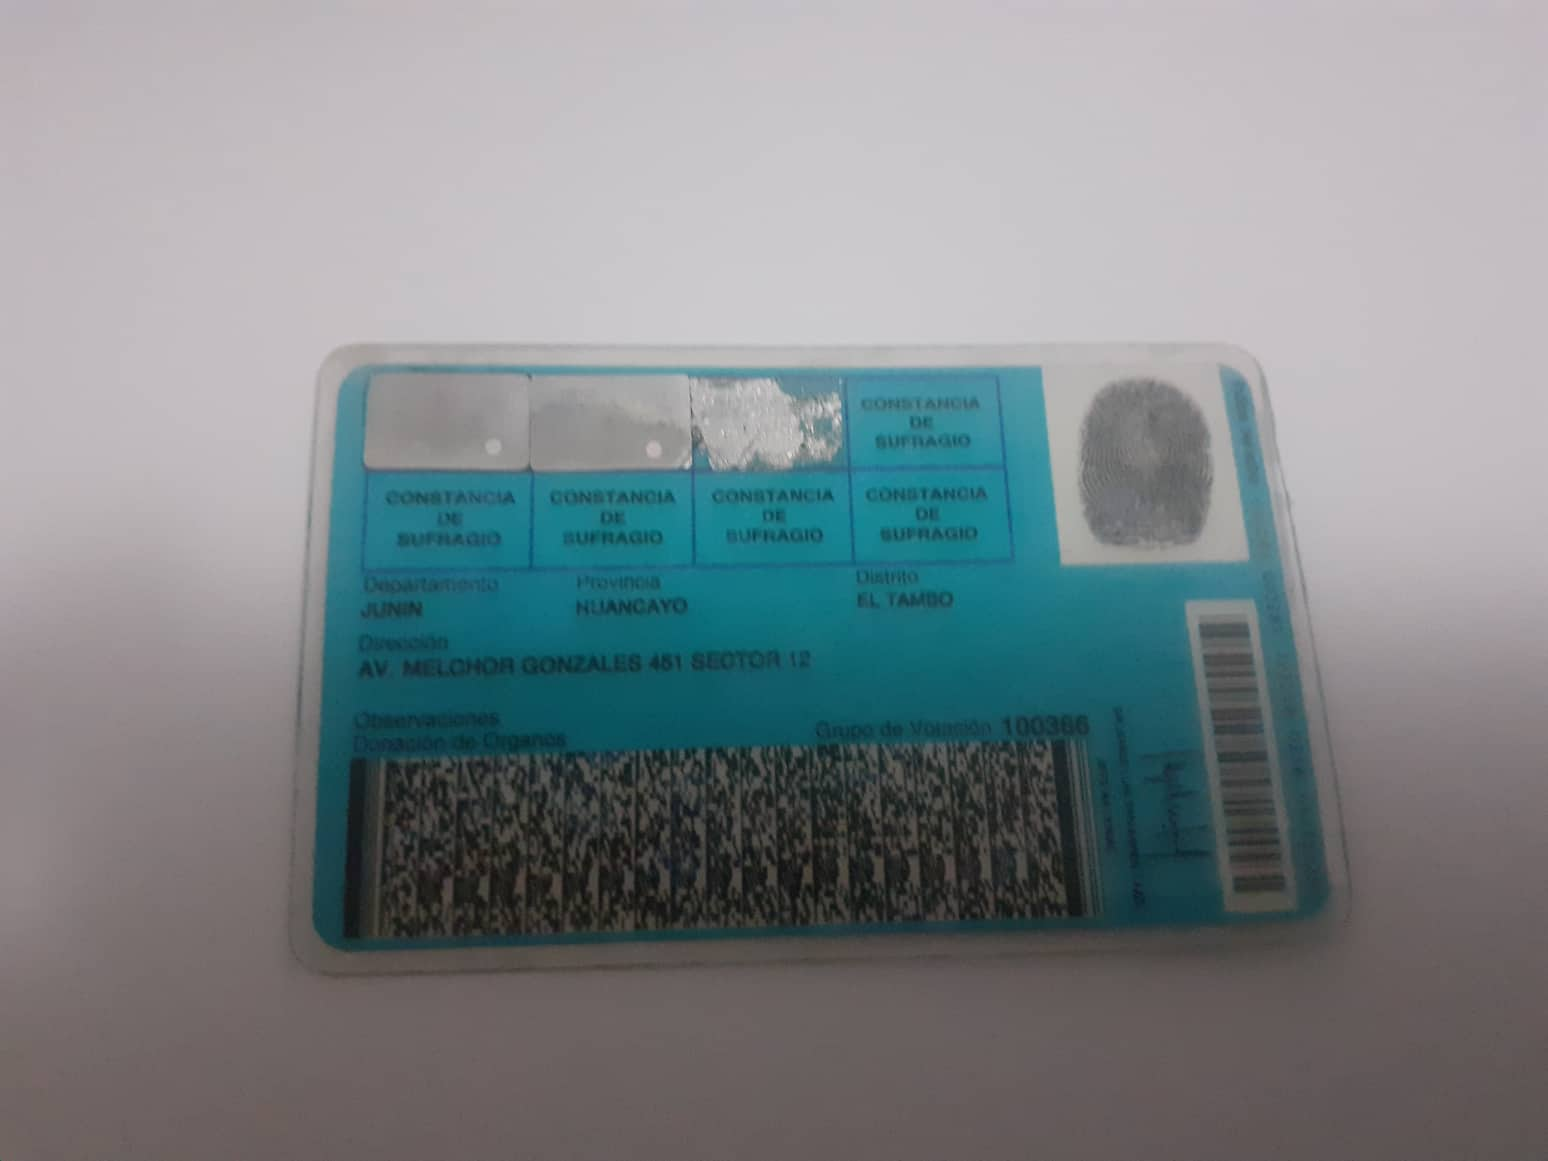 CONSTANCIA
DE
SUFRAGIO
CONSTANCIA
DE
SUFRAGIO
CONSTANCIA
DE
SUFRAGIO
CONSTANCIA
DE
SUFRAGIO
CONSTANCIA
DE
SUFRAGIO
Departamento Provincia Distrito
JUNIN HUANCAYO EL TAMBO
Dirección
AV. MELCHOR GONZALES 451 SECTOR 12
Observaciones
Donación de Organos Grupo de Votación 100366